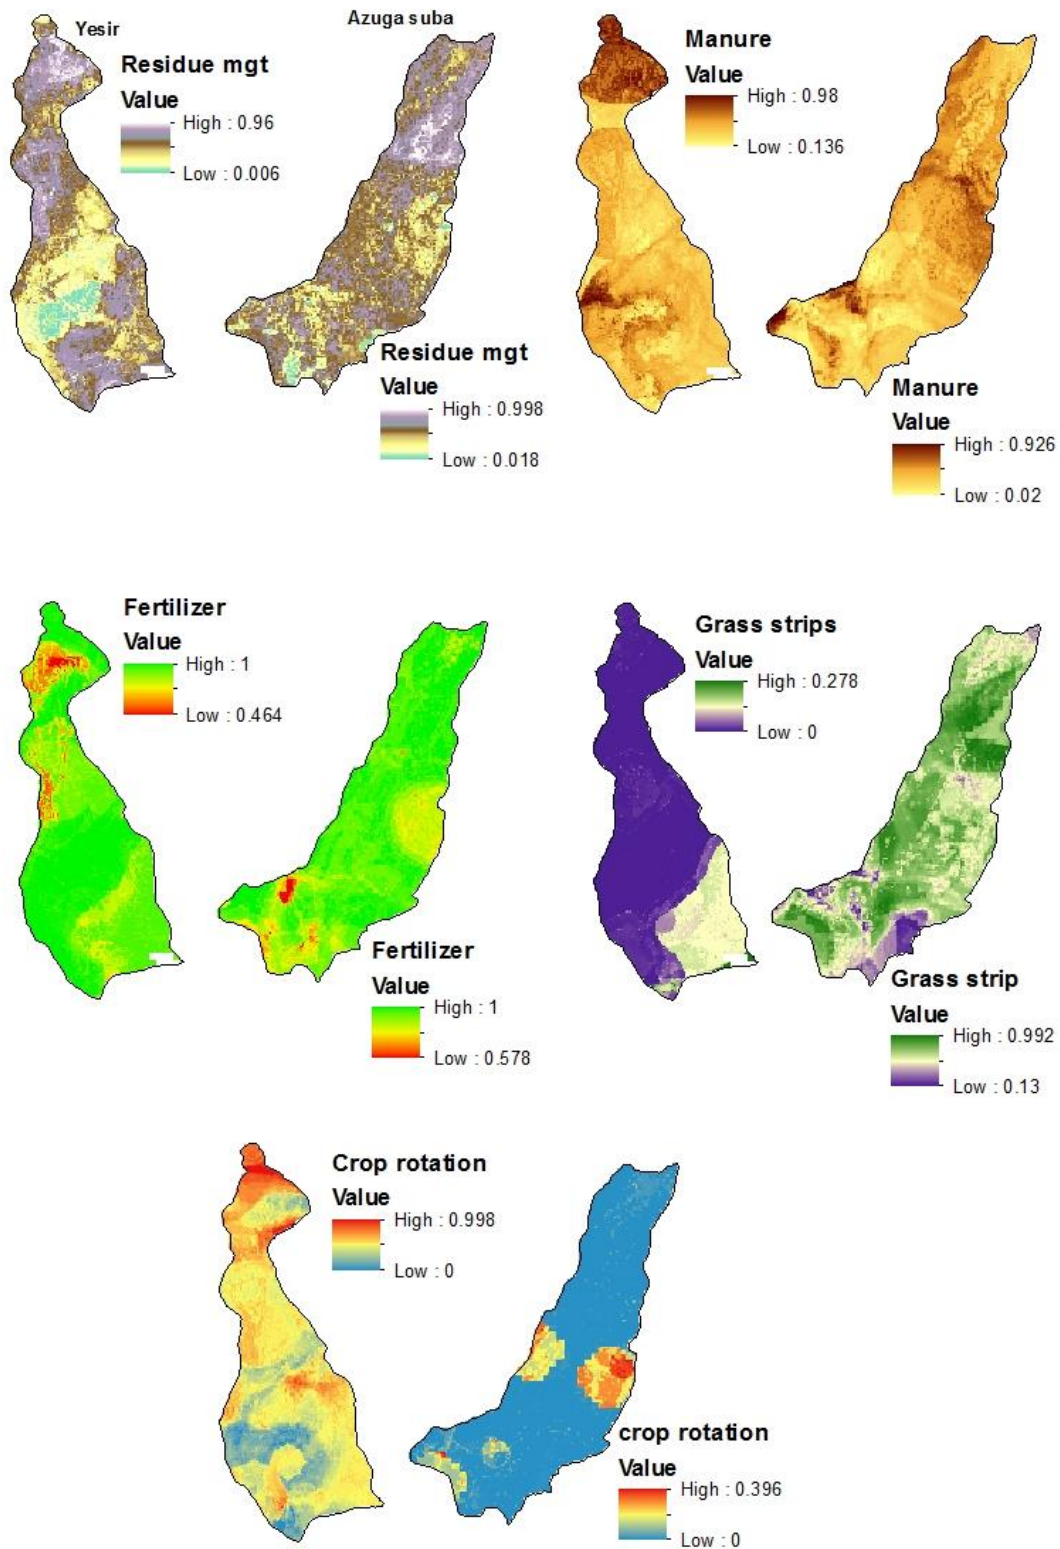 Yesir
Azuga suba
Residue mgt
Value
High : 0.96
Low : 0.006
Residue mgt
Value
High : 0.998
Low : 0.018
Manure
Value
High : 0.98
Low : 0.136
Manure
Value
High : 0.926
Low : 0.02
Fertilizer
Value
High : 1
Low : 0.464
Fertilizer
Value
High : 1
Low : 0.578
Grass strips
Value
High : 0.278
Low : 0
Grass strip
Value
High : 0.992
Low : 0.13
Crop rotation
Value
High : 0.998
Low : 0
crop rotation
Value
High : 0.396
Low : 0